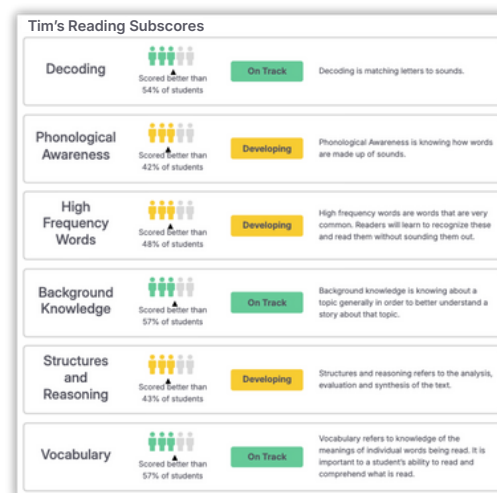 Tim's Reading Subscores
Decoding
Scored better than
54% of students
On Track
Decoding is matching letters to sounds.
Phonological
Awareness
Scored better than
42% of students
Developing
Phonological Awareness is knowing how words
are made up of sounds.
High
Frequency
Words
Scored better than
48% of students
Developing
High frequency words are words that are very
common. Readers will learn to recognize these
and read them without sounding them out.
Background
Knowledge
Scored better than
57% of students
On Track
Background knowledge is knowing about a
topic generally in order to better understand a
story about that topic.
Structures
and
Reasoning
Scored better than
43% of students
Developing
Structures and reasoning refers to the analysis,
evaluation and synthesis of the text.
Vocabulary
Scored better than
57% of students
On Track
Vocabulary refers to knowledge of the
meanings of individual words being read. It is
important to a student's ability to read and
comprehend what is read.